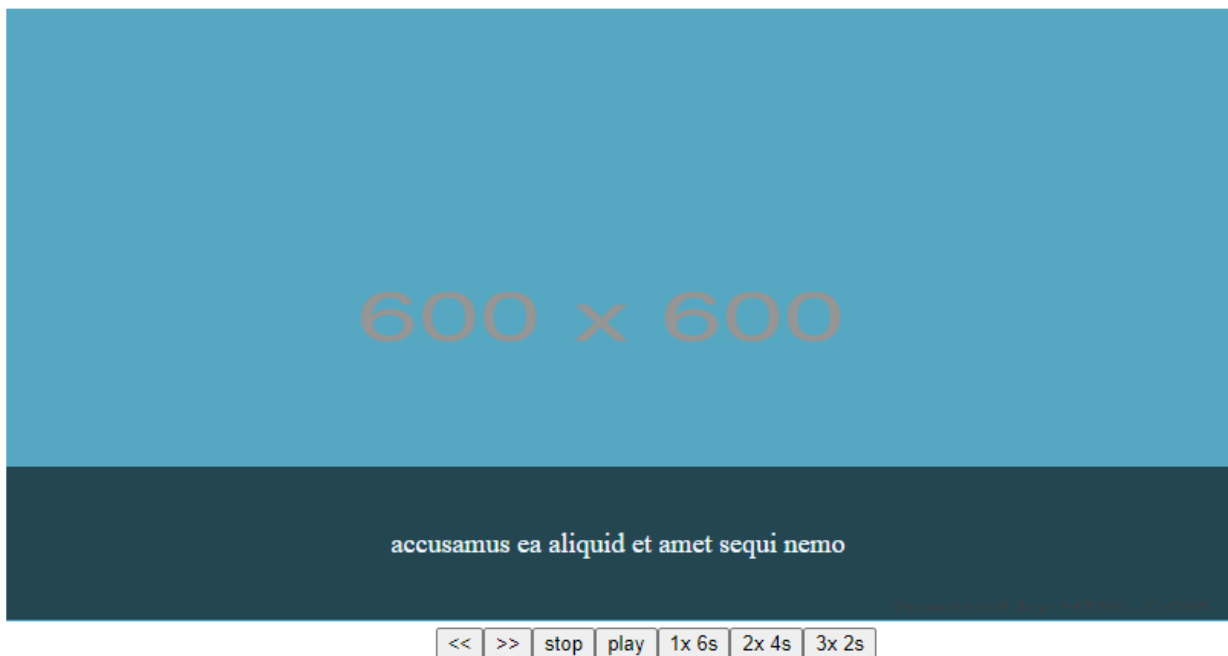 600 x 600
accusamus ea aliquid et amet sequi nemo
<< >> stop play 1x 6s 2x 4s 3x 2s